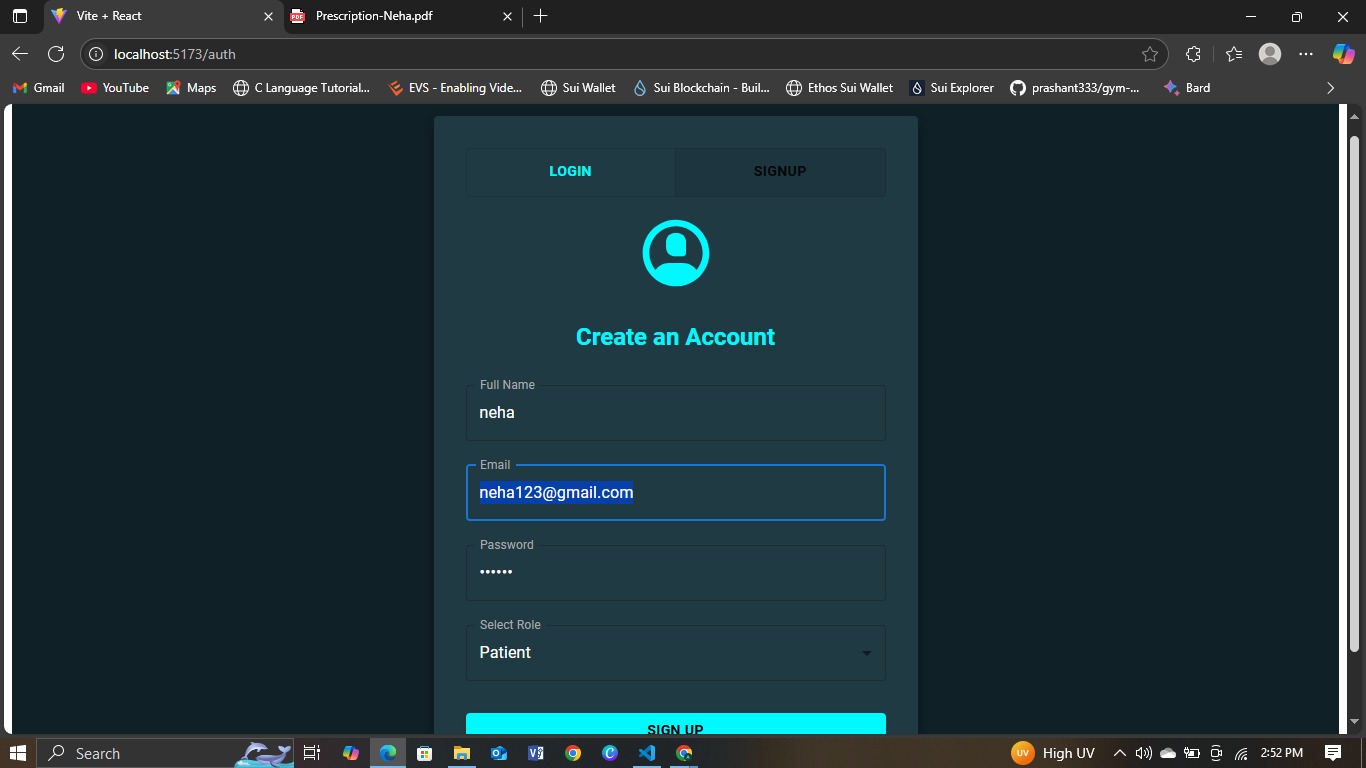 Vite + React
PDF
Prescription-Neha.pdf
localhost:5173/auth
Gmail
YouTube
Maps
C Language Tutorial...
EVS - Enabling Vide...
Sui Wallet
Sui Blockchain - Buil...
Ethos Sui Wallet
Sui Explorer
prashant333/gym-...
Bard
LOGIN
SIGNUP
Create an Account
Full Name
neha
Email
neha123@gmail.com
Password
••••••
Select Role
Patient
SIGN UP
Search
UV
High UV
2:52 PM